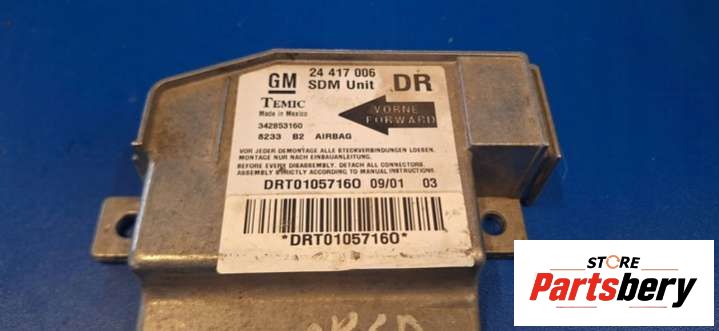 GM 24 417 006 DR
SDM Unit
TEMIC
Made in Mexico
VORNE
FORWARD
342853160
8233 B2 AIRBAG
VOR JEDER DEMONTAGE ALLE STECKVERBINDUNGEN LOESEN.
MONTAGE NUR NACH EINBAUANLEITUNG.
BEFORE EVERY DISASSEMBLY, DETACH ALL CONNECTORS.
ASSEMBLY STRICTLY ACCORDING TO MANUAL INSTRUCTIONS.
DRT01057160 09/01 03
*DRT01057160*
STORE
Partsbery